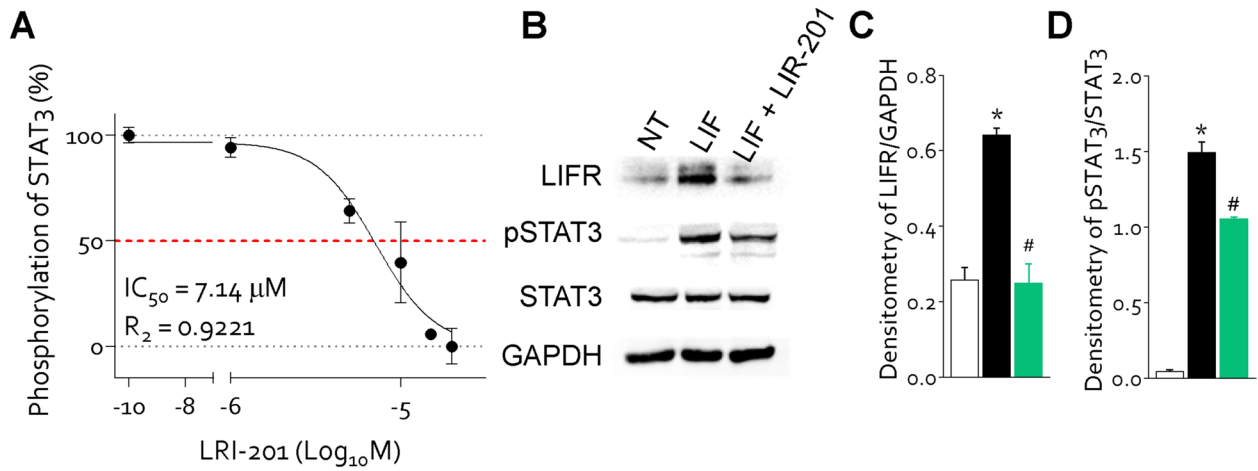 A
Phosphorylation of STAT3 (%)
100
50
0
IC50 = 7.14 µM
R2 = 0.9221
-10
-8
-6
-5
LRI-201 (Log10M)
B
NT
LIF
LIF + LIR-201
LIFR
pSTAT3
STAT3
GAPDH
C
Densitometry of LIFR/GAPDH
0.8
0.6
0.4
0.2
0.0
*
#
D
Densitometry of pSTAT3/STAT3
2.0
1.5
1.0
0.5
0.0
*
#